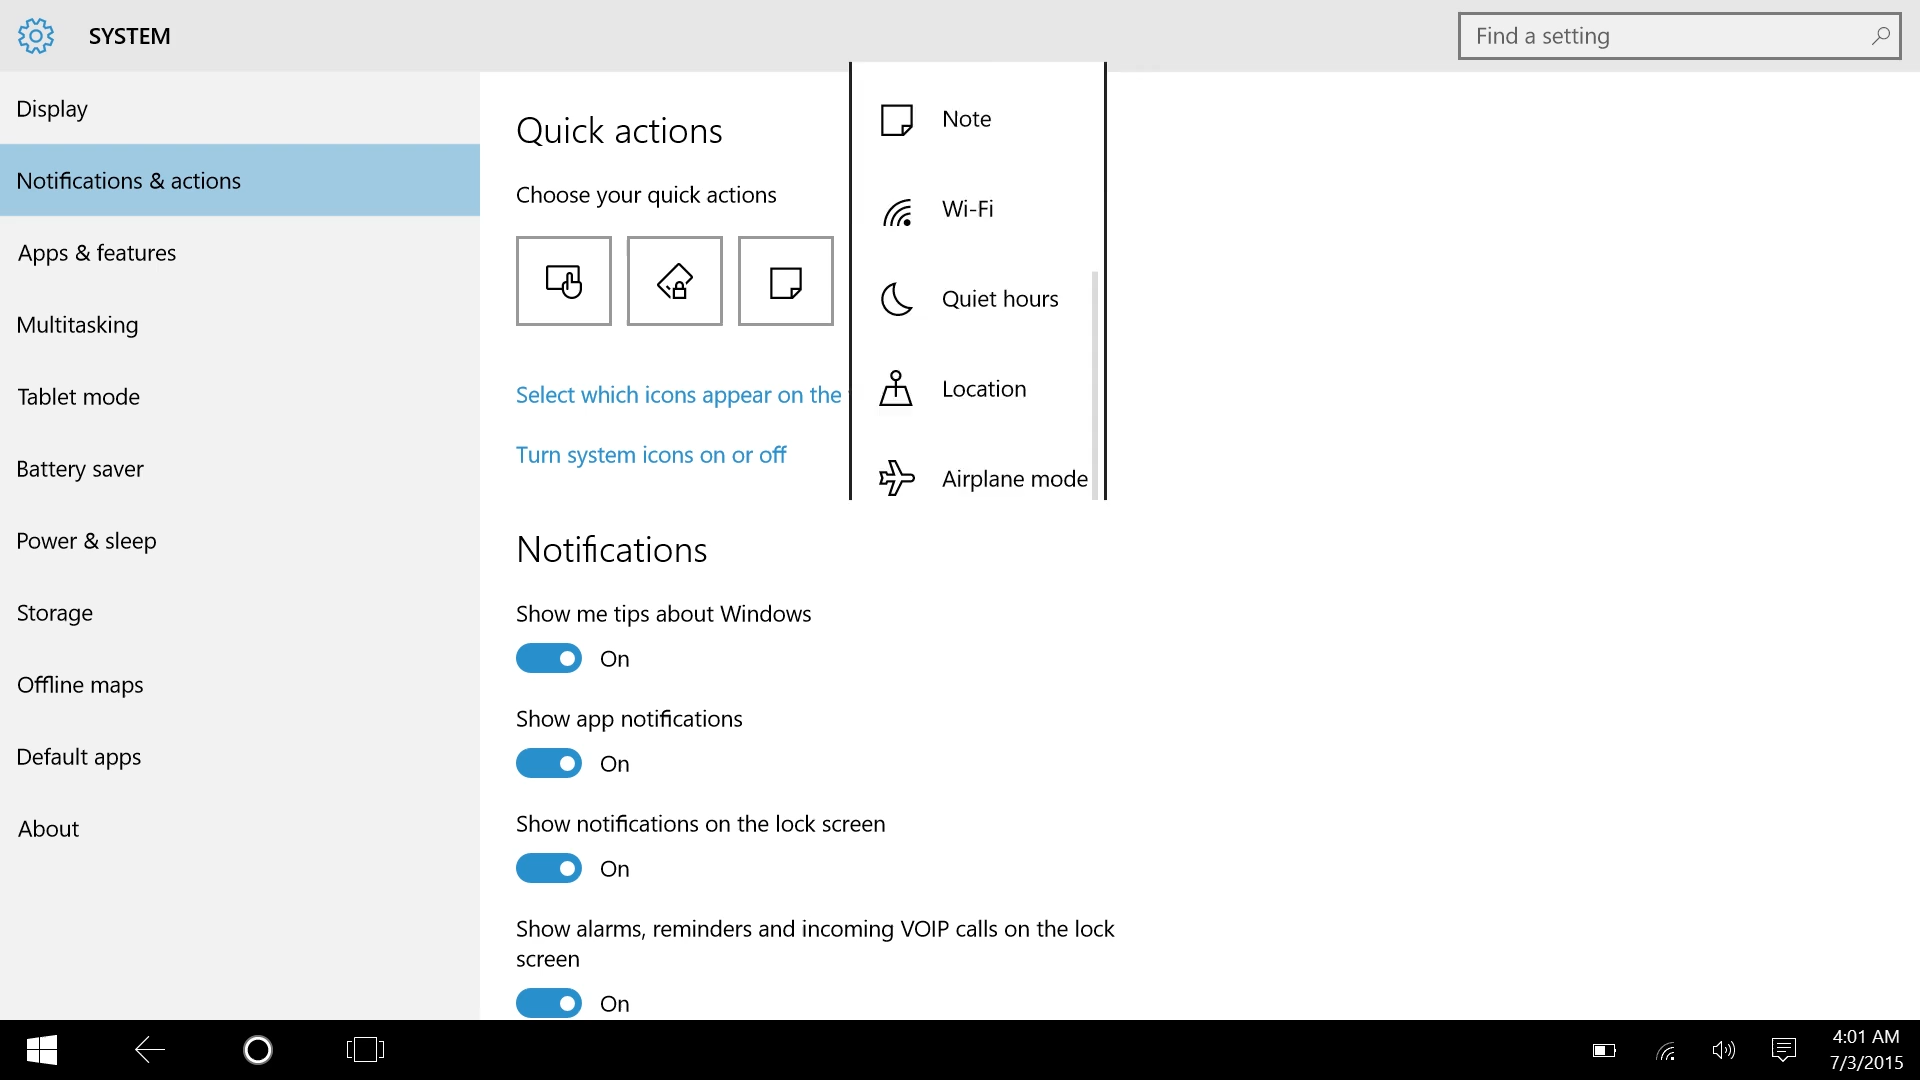 SYSTEM
Find a setting
Display
Notifications & actions
Apps & features
Multitasking
Tablet mode
Battery saver
Power & sleep
Storage
Offline maps
Default apps
About
Quick actions
Choose your quick actions
Select which icons appear on the
Turn system icons on or off
Note
Wi-Fi
Quiet hours
Location
Airplane mode
Notifications
Show me tips about Windows
On
Show app notifications
On
Show notifications on the lock screen
On
Show alarms, reminders and incoming VOIP calls on the lock
screen
On
4:01 AM
7/3/2015